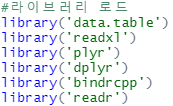 #라이브러리 로드
library('data.table')
library('readxl')
library('plyr')
library('dplyr')
library('bindrcpp')
library('readr')